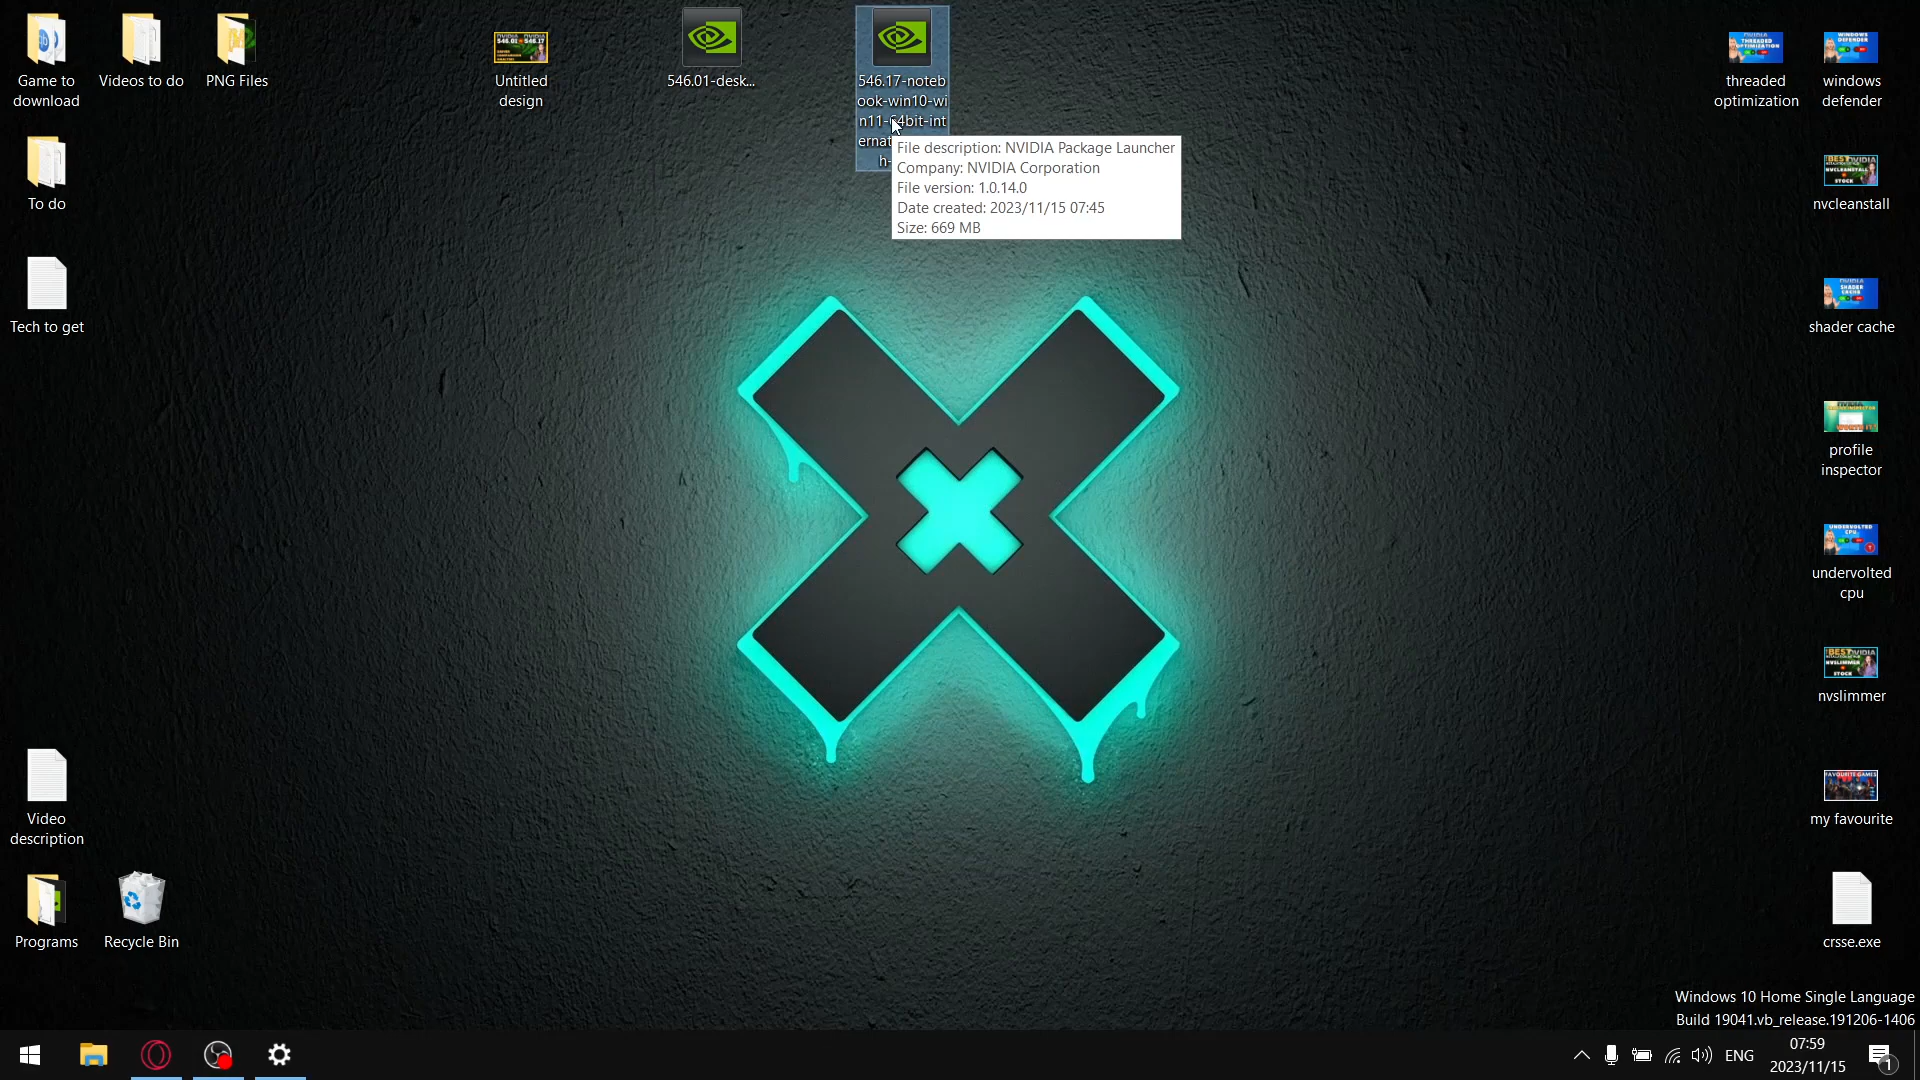 Game to
download
Videos to do
PNG Files
Untitled
design
546.01-desk...
546.17-noteb
ook-win10-wi
n11-64bit-int
ernat
h-
File description: NVIDIA Package Launcher
Company: NVIDIA Corporation
File version: 1.0.14.0
Date created: 2023/11/15 07:45
Size: 669 MB
threaded
optimization
windows
defender
To do
nvcleanstall
Tech to get
shader cache
profile
inspector
undervolted
cpu
nvslimmer
Video
description
my favourite
Programs
Recycle Bin
crsse.exe
Windows 10 Home Single Language
Build 19041.vb_release.191206-1406
ENG
07:59
2023/11/15
1